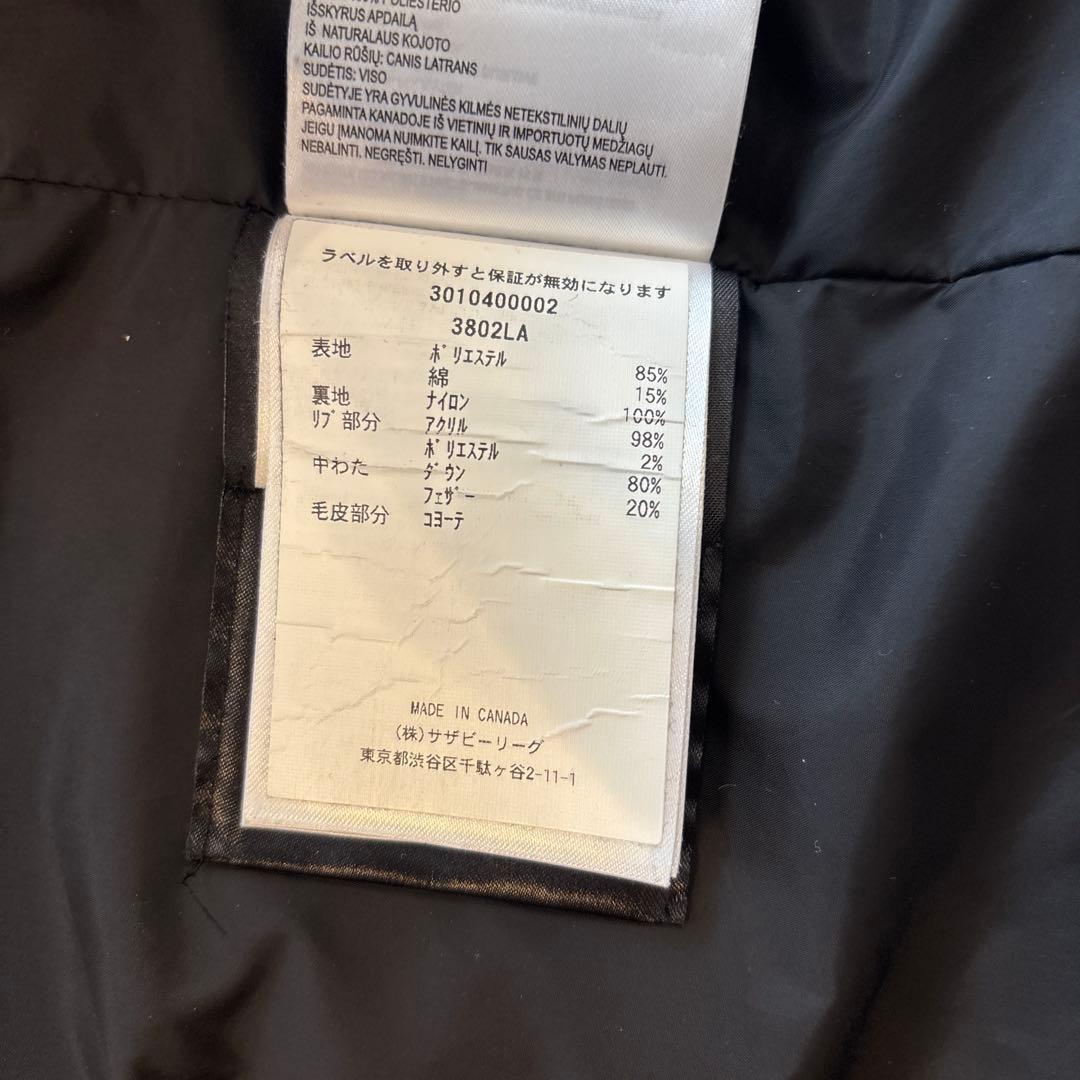 POLIESTERIO
IŠSKYRUS APDAILĄ
IŠ NATURALAUS KOJOTO
KAILIO RŪŠIŲ: CANIS LATRANS
SUDĖTIS: VISO
SUDĖTYJE YRA GYVULINĖS KILMĖS NETEKSTILINIŲ DALIŲ
PAGAMINTA KANADOJE IŠ VIETINIŲ IR IMPORTUOTŲ MEDŽIAGŲ
JEIGU ĮMANOMA NUIMKITE KAILĮ. TIK SAUSAS VALYMAS NEPLAUTI.
NEBALINTI. NEGRĘŠTI. NELYGINTI
ラベルを取り外すと保証が無効になります
3010400002
3802LA
表地 ポリエステル 85%
綿 15%
裏地 ナイロン 100%
リブ部分 アクリル 98%
ポリエステル 2%
中わた ダウン 80%
フェザー 20%
毛皮部分 コヨーテ
MADE IN CANADA
(株)サザビーリーグ
東京都渋谷区千駄ヶ谷2-11-1